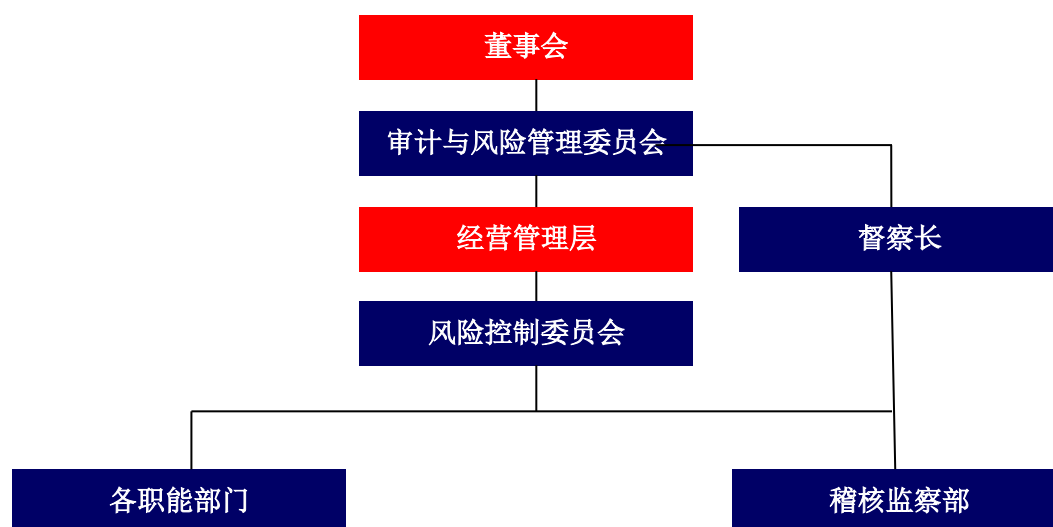 董事会
审计与风险管理委员会
经营管理层
督察长
风险控制委员会
各职能部门
稽核监察部